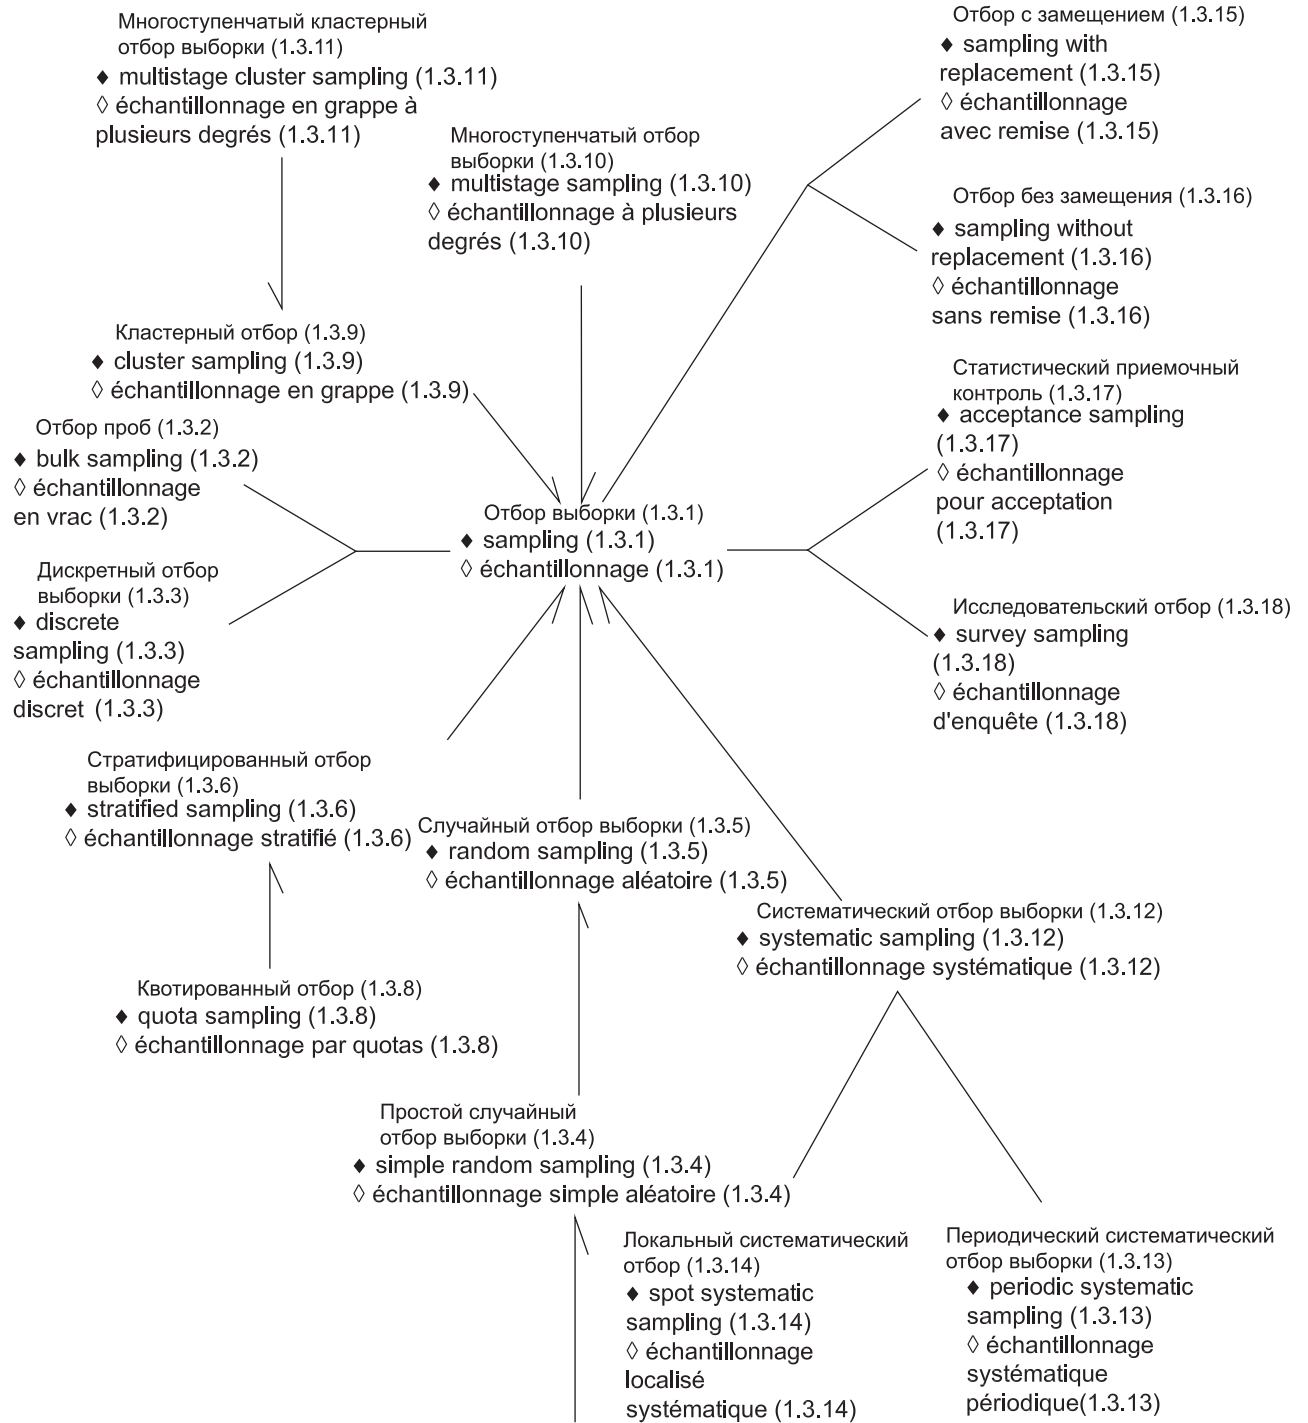 Многоступенчатый кластерный
отбор выборки (1.3.11)
♦ multistage cluster sampling (1.3.11)
◊ échantillonnage en grappe à
plusieurs degrés (1.3.11)
Многоступенчатый отбор
выборки (1.3.10)
♦ multistage sampling (1.3.10)
◊ échantillonnage à plusieurs
degrés (1.3.10)
Отбор с замещением (1.3.15)
♦ sampling with
replacement (1.3.15)
◊ échantillonnage
avec remise (1.3.15)
Отбор без замещения (1.3.16)
♦ sampling without
replacement (1.3.16)
◊ échantillonnage
sans remise (1.3.16)
Кластерный отбор (1.3.9)
♦ cluster sampling (1.3.9)
◊ échantillonnage en grappe (1.3.9)
Статистический приемочный
контроль (1.3.17)
♦ acceptance sampling
(1.3.17)
◊ échantillonnage
pour acceptation
(1.3.17)
Отбор проб (1.3.2)
♦ bulk sampling (1.3.2)
◊ échantillonnage
en vrac (1.3.2)
Отбор выборки (1.3.1)
♦ sampling (1.3.1)
◊ échantillonnage (1.3.1)
Дискретный отбор
выборки (1.3.3)
♦ discrete
sampling (1.3.3)
◊ échantillonnage
discret (1.3.3)
Исследовательский отбор (1.3.18)
♦ survey sampling
(1.3.18)
◊ échantillonnage
d'enquête (1.3.18)
Стратифицированный отбор
выборки (1.3.6)
♦ stratified sampling (1.3.6)
◊ échantillonnage stratifié (1.3.6)
Случайный отбор выборки (1.3.5)
♦ random sampling (1.3.5)
◊ échantillonnage aléatoire (1.3.5)
Систематический отбор выборки (1.3.12)
♦ systematic sampling (1.3.12)
◊ échantillonnage systématique (1.3.12)
Квотированный отбор (1.3.8)
♦ quota sampling (1.3.8)
◊ échantillonnage par quotas (1.3.8)
Простой случайный
отбор выборки (1.3.4)
♦ simple random sampling (1.3.4)
◊ échantillonnage simple aléatoire (1.3.4)
Локальный систематический
отбор (1.3.14)
♦ spot systematic
sampling (1.3.14)
◊ échantillonnage
localisé
systématique (1.3.14)
Периодический систематический
отбор выборки (1.3.13)
♦ periodic systematic
sampling (1.3.13)
◊ échantillonnage
systématique
périodique(1.3.13)